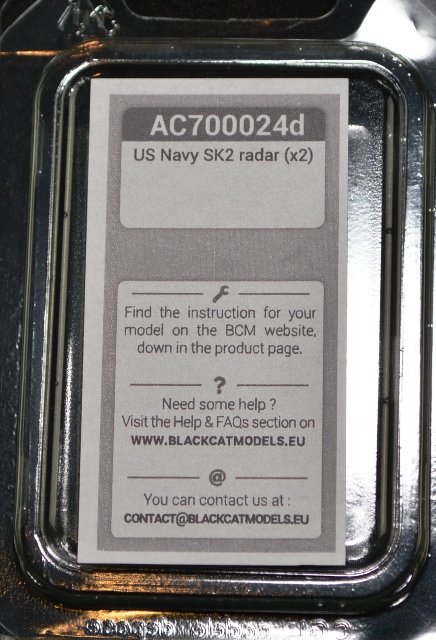 AC700024d
US Navy SK2 radar (x2)
Find the instruction for your
model on the BCM website,
down in the product page.
?
Need some help ?
Visit the Help & FAQs section on
WWW.BLACKCATMODELS.EU
@
You can contact us at :
CONTACT@BLACKCATMODELS.EU